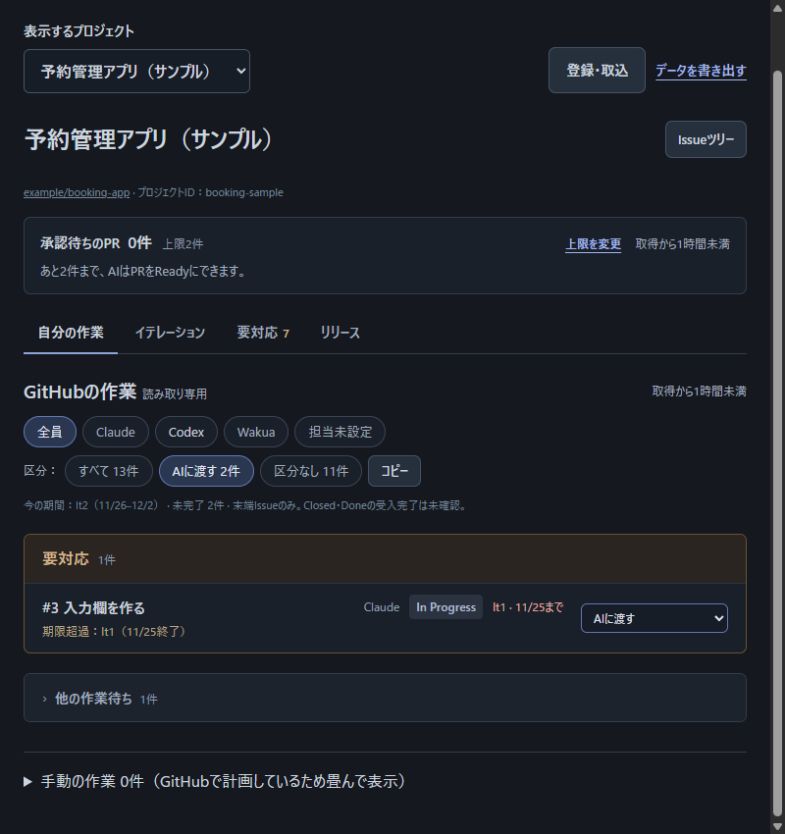 表示するプロジェクト
予約管理アプリ（サンプル）
登録・取込
データを書き出す
予約管理アプリ（サンプル）
Issueツリー
example/booking-app · プロジェクトID：booking-sample
承認待ちのPR 0件 上限2件
上限を変更 取得から1時間未満
あと2件まで、AIはPRをReadyにできます。
自分の作業 イテレーション 要対応 7 リリース
GitHubの作業 読み取り専用
取得から1時間未満
全員 Claude Codex Wakua 担当未設定
区分： すべて 13件 AIに渡す 2件 区分なし 11件 コピー
今の期間：It2（11/26–12/2） · 未完了 2件 · 末端Issueのみ。Closed・Doneの受入完了は未確認。
要対応 1件
#3 入力欄を作る
Claude In Progress It1 · 11/25まで AIに渡す
期限超過：It1（11/25終了）
› 他の作業待ち 1件
▶ 手動の作業 0件（GitHubで計画しているため畳んで表示）